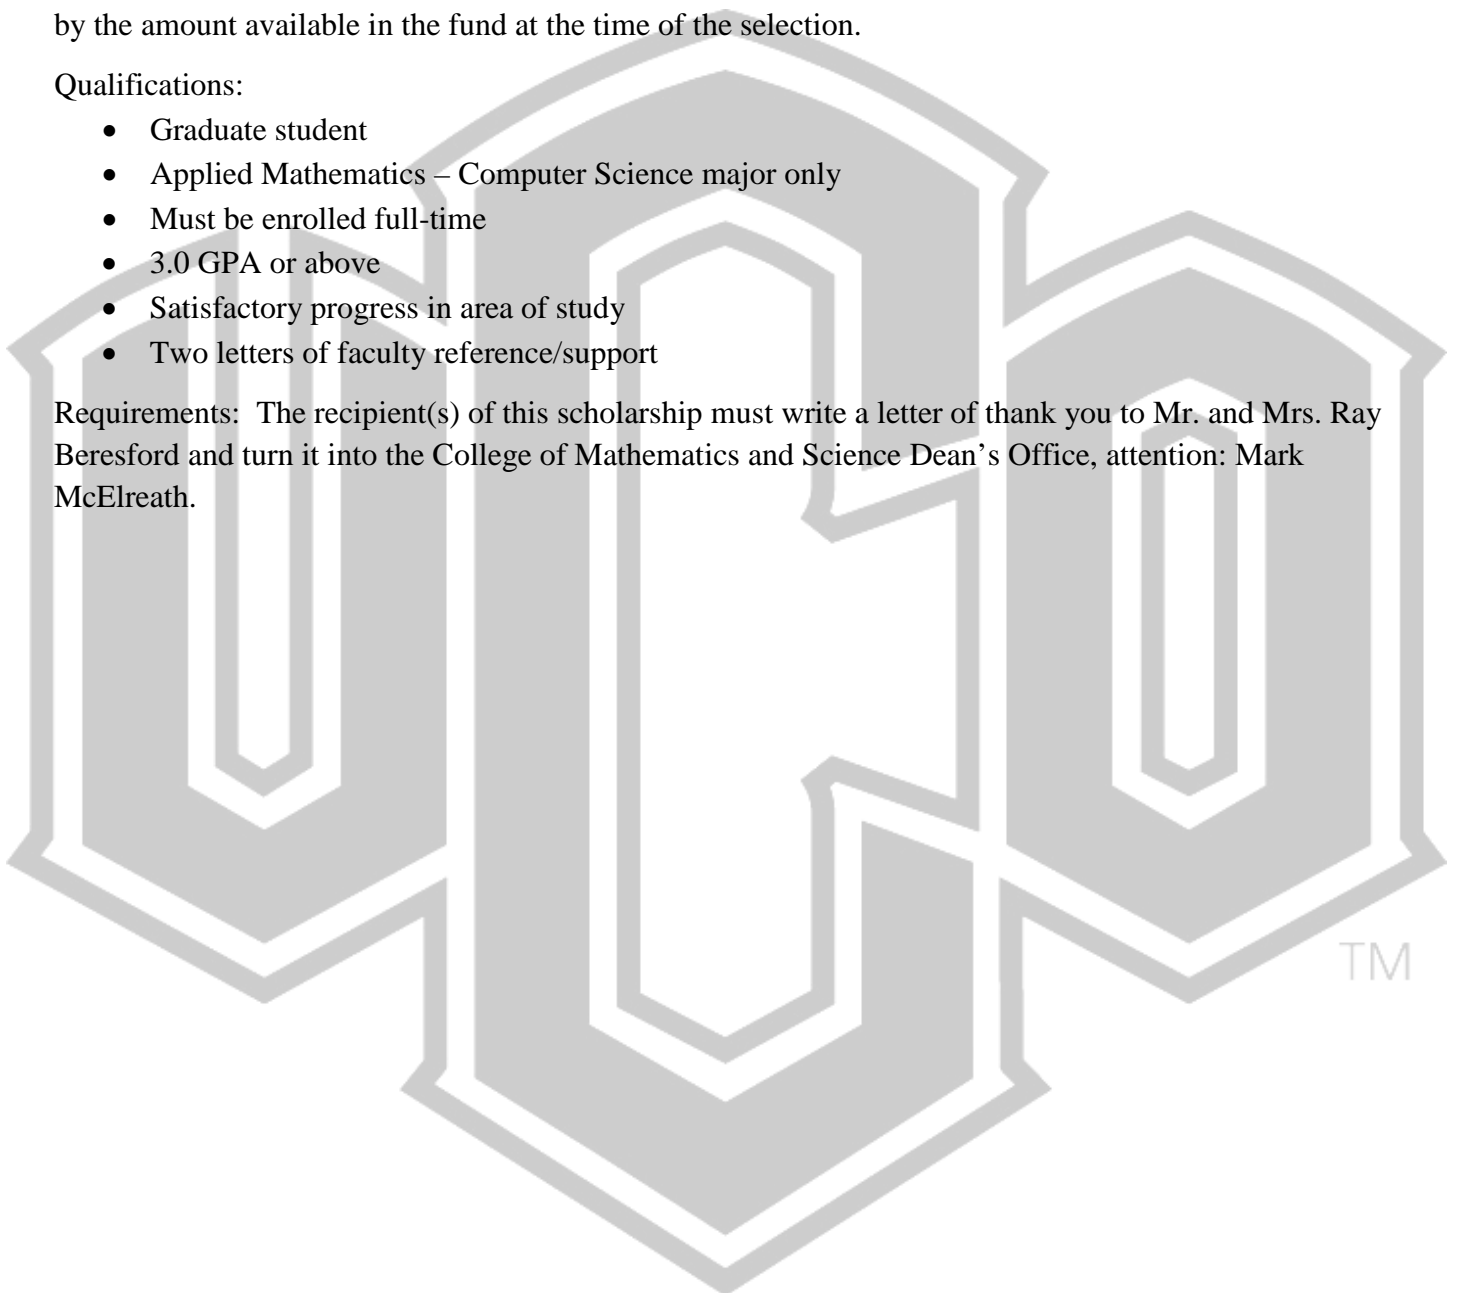 by the amount available in the fund at the time of the selection.
Qualifications:
• Graduate student
• Applied Mathematics – Computer Science major only
• Must be enrolled full-time
• 3.0 GPA or above
• Satisfactory progress in area of study
• Two letters of faculty reference/support
Requirements:  The recipient(s) of this scholarship must write a letter of thank you to Mr. and Mrs. Ray
Beresford and turn it into the College of Mathematics and Science Dean’s Office, attention: Mark
McElreath.
UCO
TM